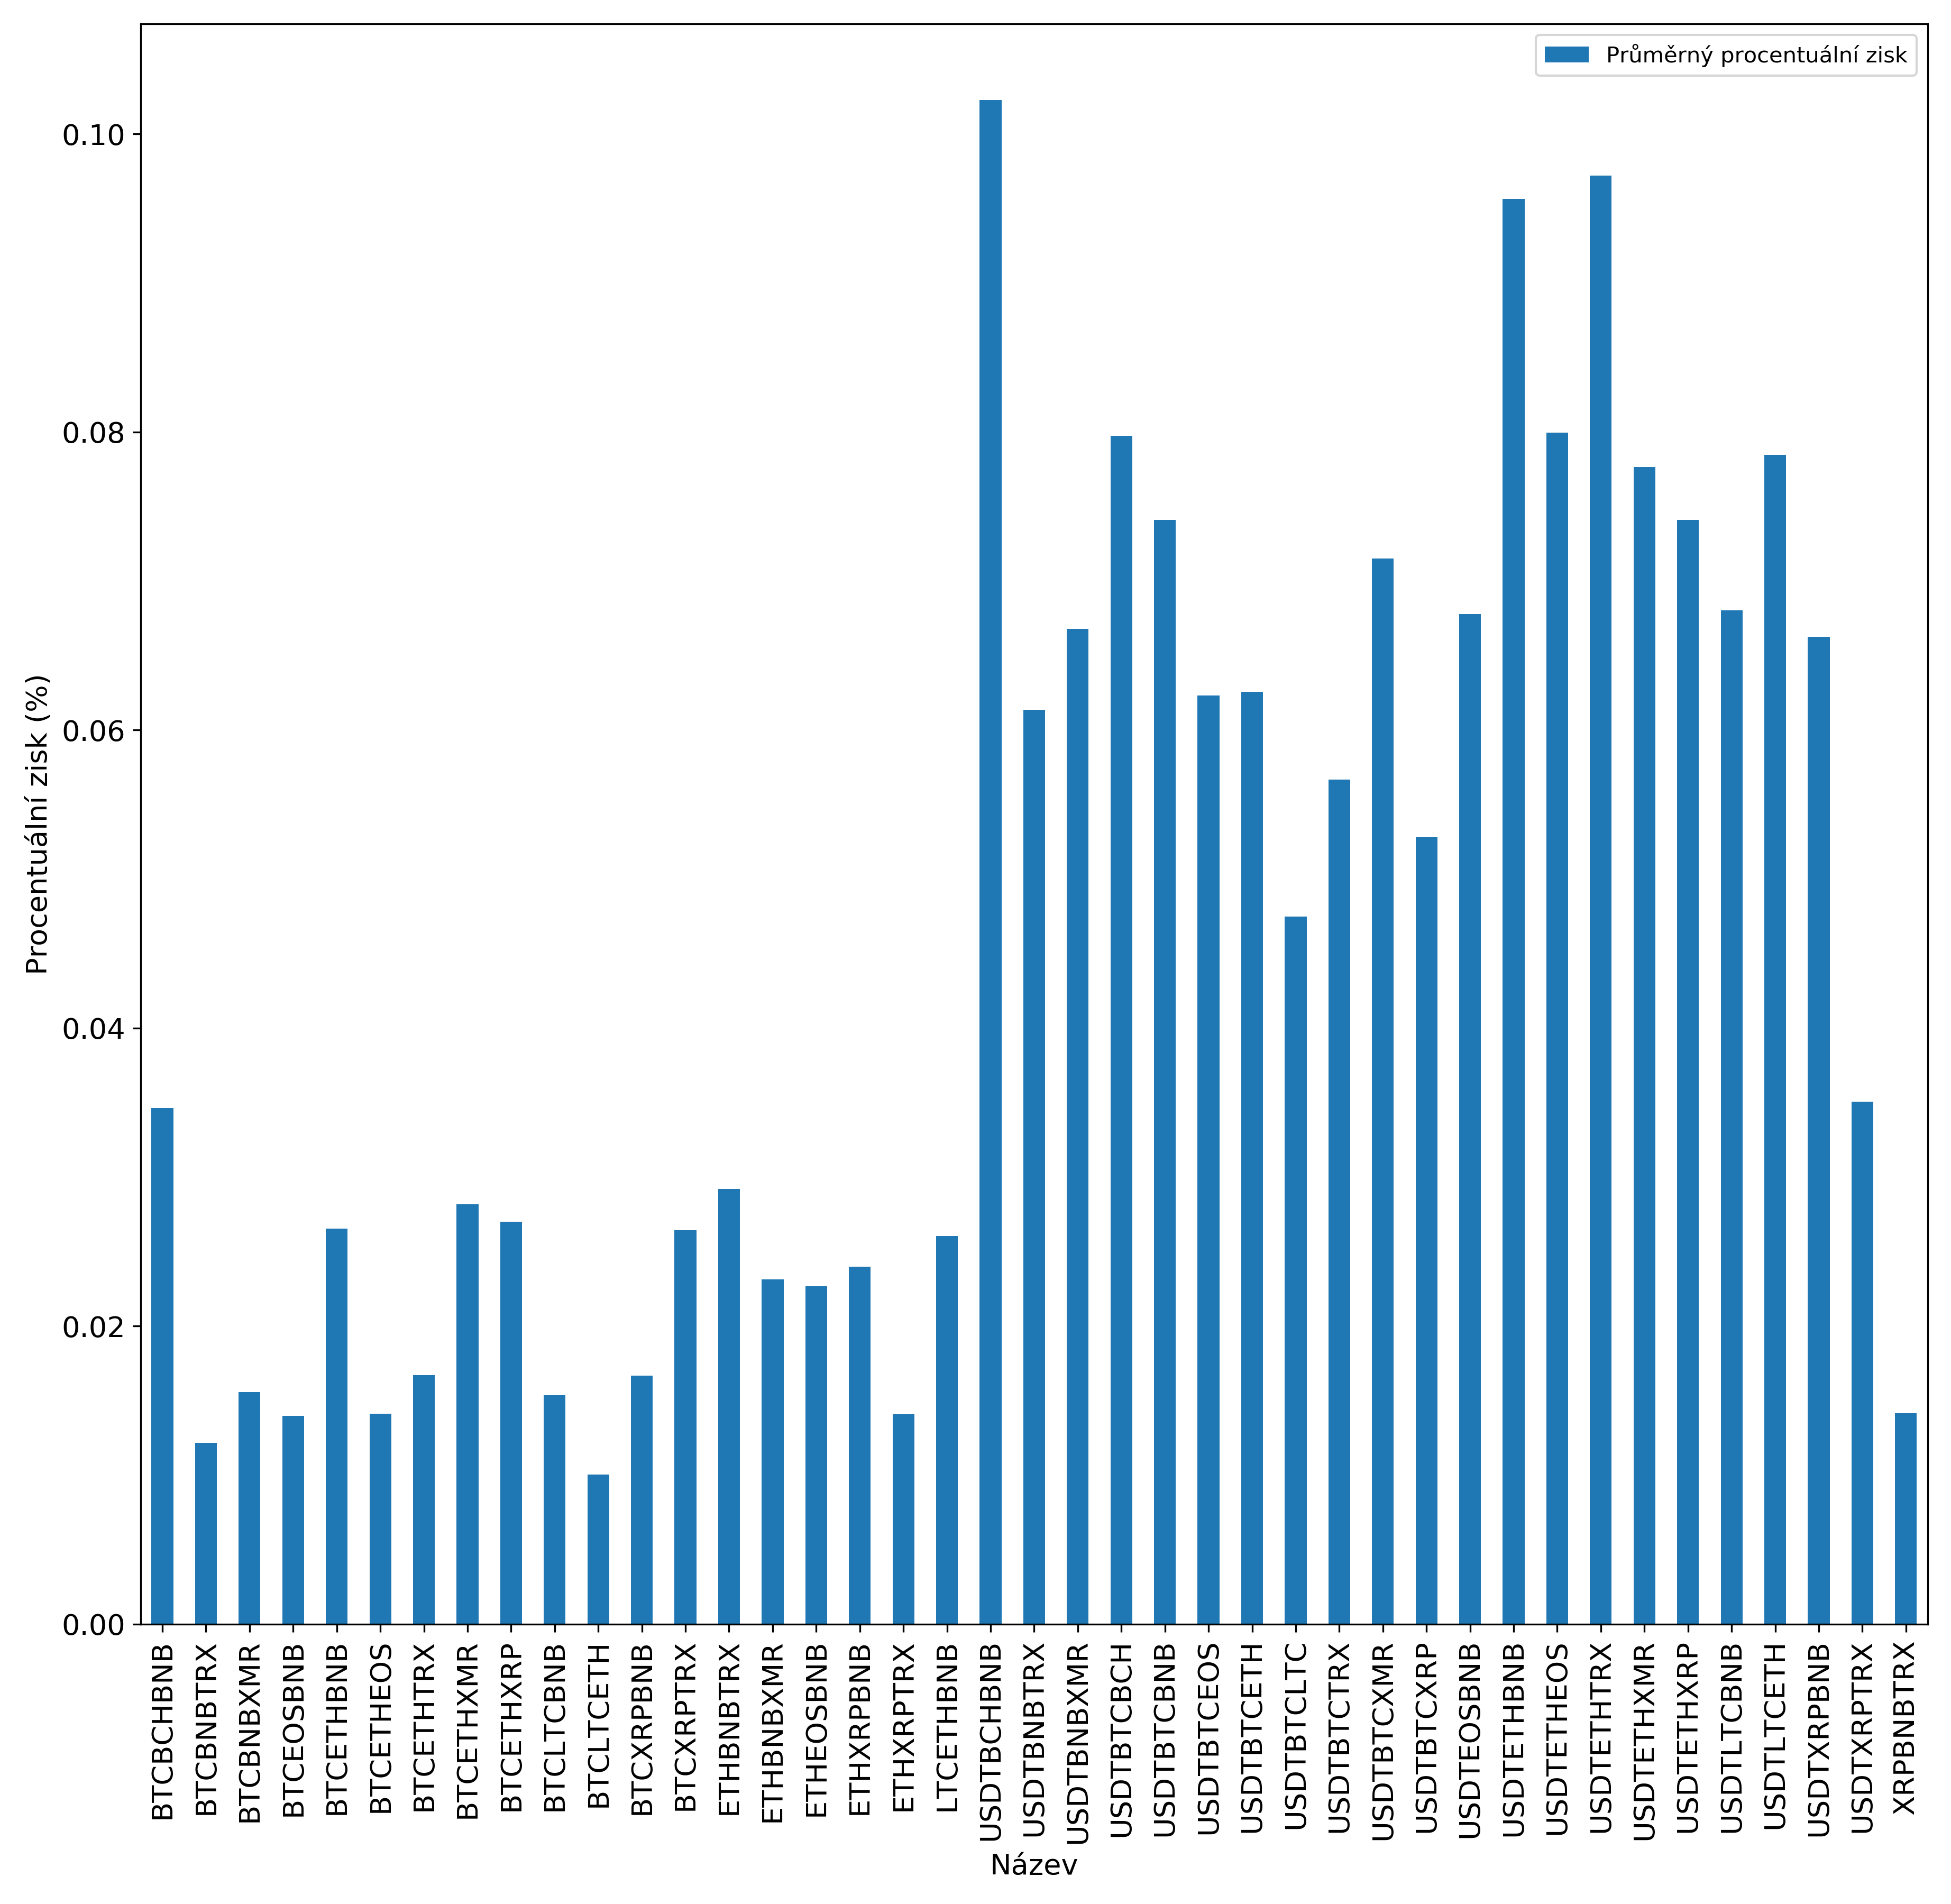 Průměrný procentuální zisk
Procentuální zisk (%)
0.10
0.08
0.06
0.04
0.02
0.00
BTCBCHBNB
BTCBNBTRX
BTCBNBXMR
BTCEOSBNB
BTCETHBNB
BTCETHEOS
BTCETHTRX
BTCETHXMR
BTCETHXRP
BTCLTCBNB
BTCLTCETH
BTCXRPBNB
BTCXRPTRX
ETHBNBTRX
ETHBNBXMR
ETHEOSBNB
ETHXRPBNB
ETHXRPTRX
LTCETHBNB
USDTBCHBNB
USDTBNBTRX
USDTBNBXMR
USDTBTCBCH
USDTBTCBNB
USDTBTCEOS
USDTBTCETH
USDTBTCLTC
USDTBTCTRX
USDTBTCXMR
USDTBTCXRP
USDTEOSBNB
USDTETHBNB
USDTETHEOS
USDTETHTRX
USDTETHXMR
USDTETHXRP
USDTLTCBNB
USDTLTCETH
USDTXRPBNB
USDTXRPTRX
XRPBNBTRX
Název